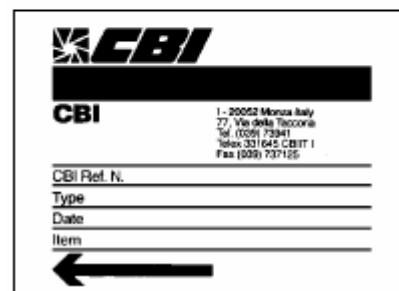 CBI
CBI
I - 20052 Monza Italy
77, Via della Taccona
Tel. (039) 73941
Telex 331645 CBIIT I
Fax (039) 737125
CBI Ref. N.
Type
Date
Item